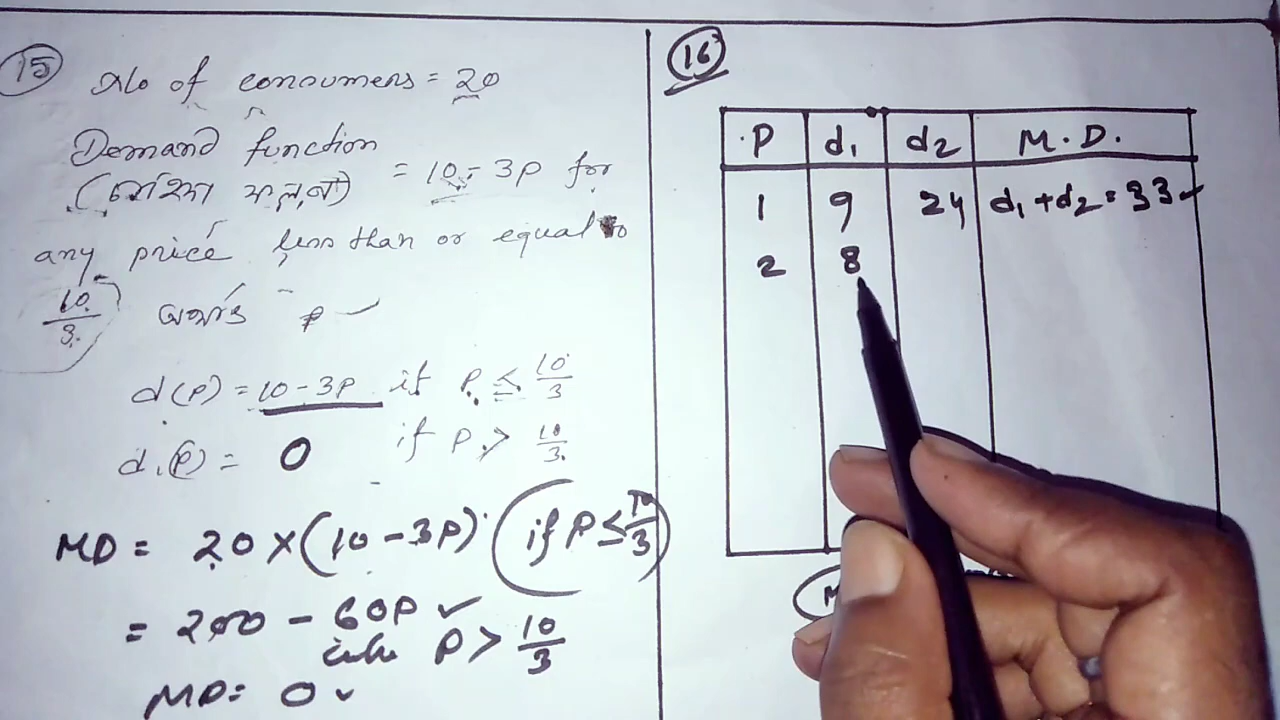 15
No of consumers = 20
Demand function
= 10 - 3P for
any price less than or equal to
10/3 অর্থাৎ P
d(P) = 10 - 3P if P ≤ 10/3
d(P) = 0 if P > 10/3
MD = 20 × (10 - 3P) (if P ≤ 10/3)
= 200 - 60P
P > 10/3
MD = 0
16
P d1 d2 M.D.
1 9 24 d1 + d2 = 33
2 8